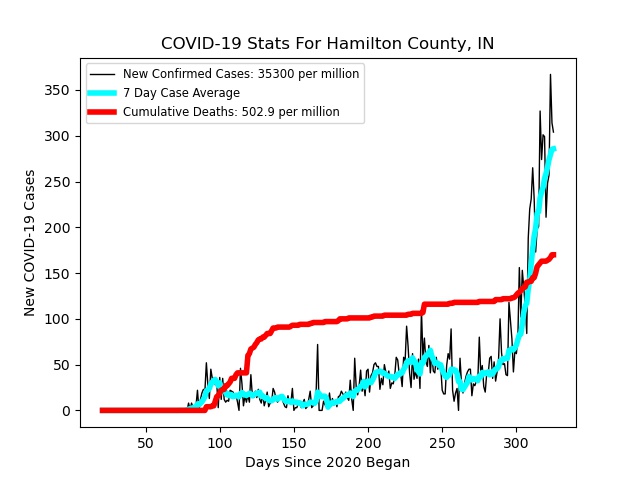 COVID-19 Stats For Hamilton County, IN
New Confirmed Cases: 35300 per million
7 Day Case Average
Cumulative Deaths: 502.9 per million
New COVID-19 Cases
350
300
250
200
150
100
50
0
50
100
150
200
250
300
Days Since 2020 Began